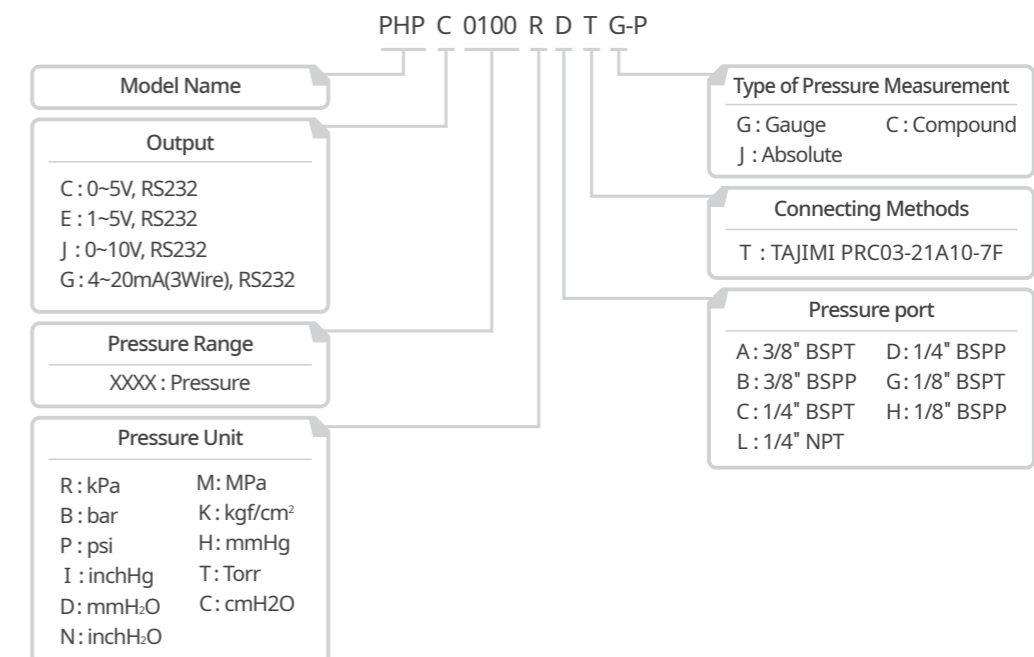 PHP C 0100 R D T G-P
Model Name
Output
C : 0~5V, RS232
E : 1~5V, RS232
J : 0~10V, RS232
G : 4~20mA(3Wire), RS232
Pressure Range
XXXX : Pressure
Pressure Unit
R : kPa M : MPa
B : bar K : kgf/cm²
P : psi H : mmHg
I : inchHg T : Torr
D : mmH₂O C : cmH2O
N : inchH₂O
Type of Pressure Measurement
G : Gauge C : Compound
J : Absolute
Connecting Methods
T : TAJIMI PRC03-21A10-7F
Pressure port
A : 3/8" BSPT D : 1/4" BSPP
B : 3/8" BSPP G : 1/8" BSPT
C : 1/4" BSPT H : 1/8" BSPP
L : 1/4" NPT